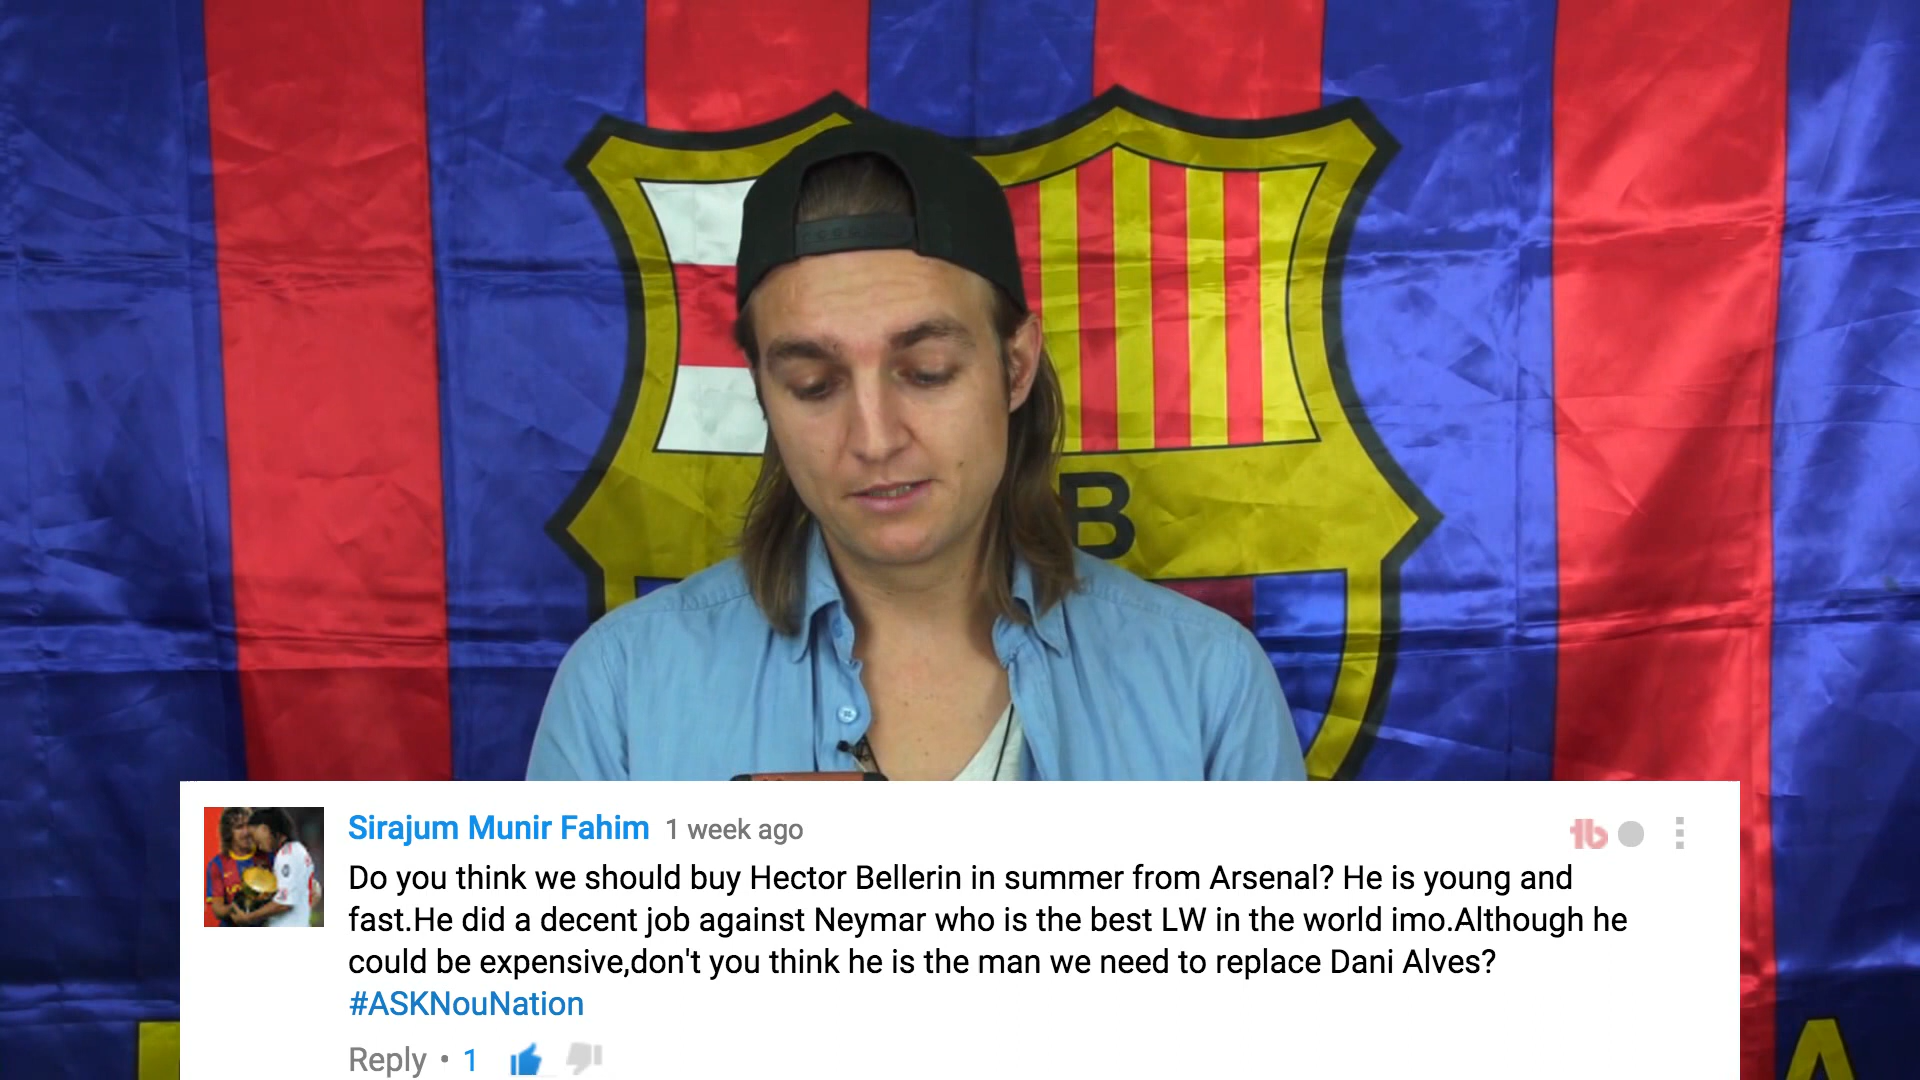 B
Sirajum Munir Fahim 1 week ago
Do you think we should buy Hector Bellerin in summer from Arsenal? He is young and
fast.He did a decent job against Neymar who is the best LW in the world imo.Although he
could be expensive,don't you think he is the man we need to replace Dani Alves?
#ASKNouNation
Reply • 1
A